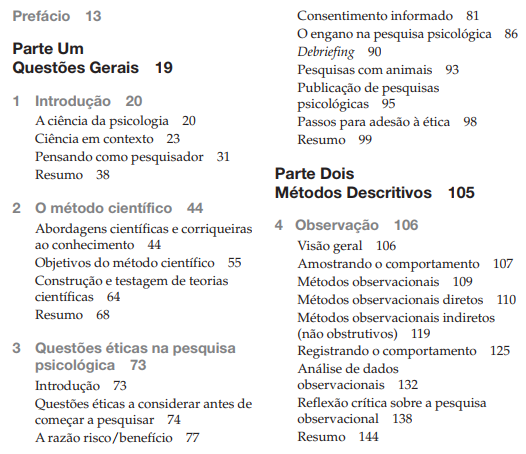 Prefácio 13
Parte Um
Questões Gerais 19
1 Introdução 20
A ciência da psicologia 20
Ciência em contexto 23
Pensando como pesquisador 31
Resumo 38
2 O método científico 44
Abordagens científicas e corriqueiras
ao conhecimento 44
Objetivos do método científico 55
Construção e testagem de teorias
científicas 64
Resumo 68
3 Questões éticas na pesquisa
psicológica 73
Introdução 73
Questões éticas a considerar antes de
começar a pesquisar 74
A razão risco/benefício 77
Consentimento informado 81
O engano na pesquisa psicológica 86
Debriefing 90
Pesquisas com animais 93
Publicação de pesquisas
psicológicas 95
Passos para adesão à ética 98
Resumo 99
Parte Dois
Métodos Descritivos 105
4 Observação 106
Visão geral 106
Amostrando o comportamento 107
Métodos observacionais 109
Métodos observacionais diretos 110
Métodos observacionais indiretos
(não obstrutivos) 119
Registrando o comportamento 125
Análise de dados
observacionais 132
Reflexão crítica sobre a pesquisa
observacional 138
Resumo 144